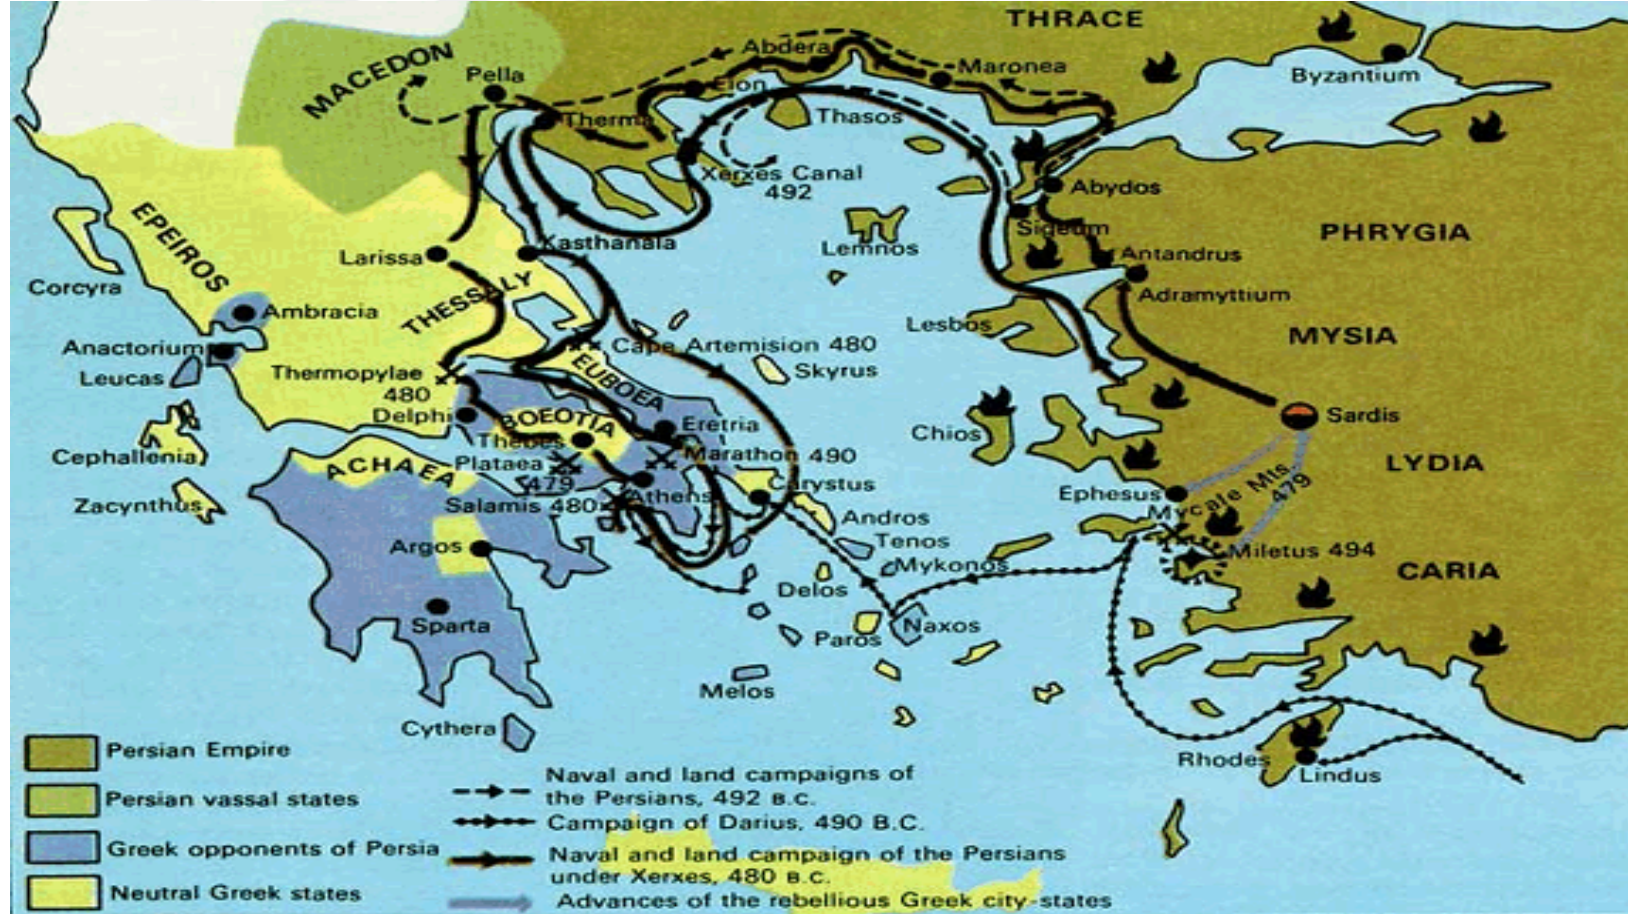 THRACE
MACEDON
Pella
Abdera
Maronea
Byzantium
Eion
Therma
Thasos
Xerxes Canal
492
Abydos
Sigeum
EPEIROS
PHRYGIA
Larissa
Kasthanaia
Lemnos
Antandrus
Corcyra
THESSALY
Adramyttium
Ambracia
Lesbos
MYSIA
Anactorium
Cape Artemision 480
Leucas
Thermopylae
480
EUBOEA
Skyrus
Delphi
BOEOTIA
Eretria
Chios
Sardis
Thebes
Cephallenia
ACHAEA
Plataea
479
Marathon 490
LYDIA
Carystus
Ephesus
Mycale Mts.
479
Zacynthus
Salamis 480
Athens
Andros
Argos
Tenos
Miletus 494
Mykonos
CARIA
Delos
Sparta
Paros
Naxos
Melos
Cythera
Rhodes
Lindus
Persian Empire
Persian vassal states
Greek opponents of Persia
Neutral Greek states
Naval and land campaigns of
the Persians, 492 B.C.
Campaign of Darius, 490 B.C.
Naval and land campaign of the Persians
under Xerxes, 480 B.C.
Advances of the rebellious Greek city-states